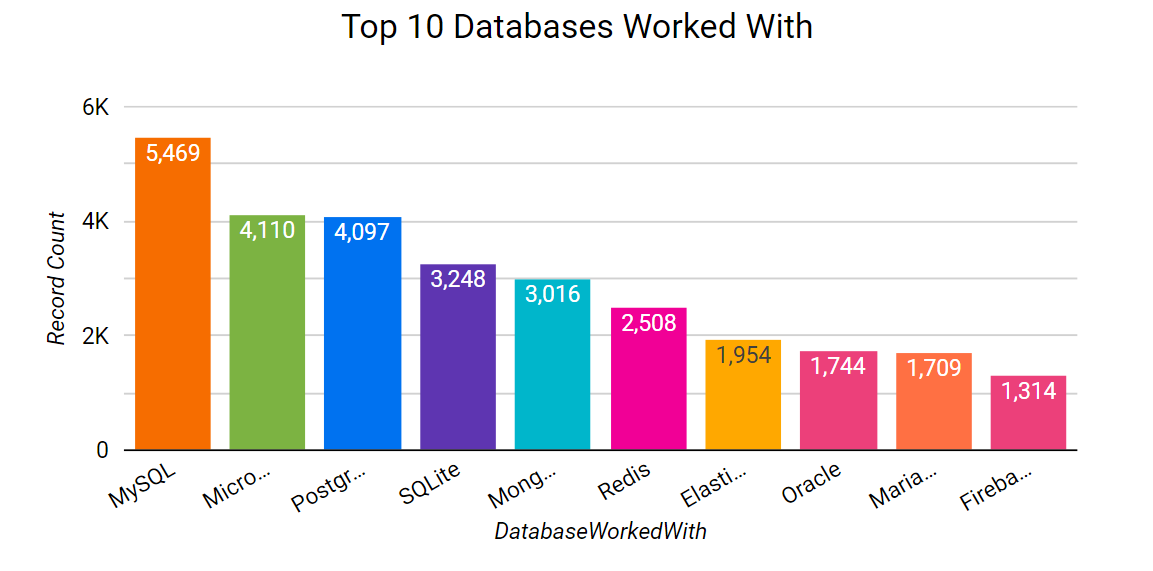 Top 10 Databases Worked With
6K
4K
2K
0
Record Count
5,469
4,110
4,097
3,248
3,016
2,508
1,954
1,744
1,709
1,314
MySQL
Micro...
Postgr...
SQLite
Mong...
Redis
Elasti...
Oracle
Maria...
Fireba...
DatabaseWorkedWith